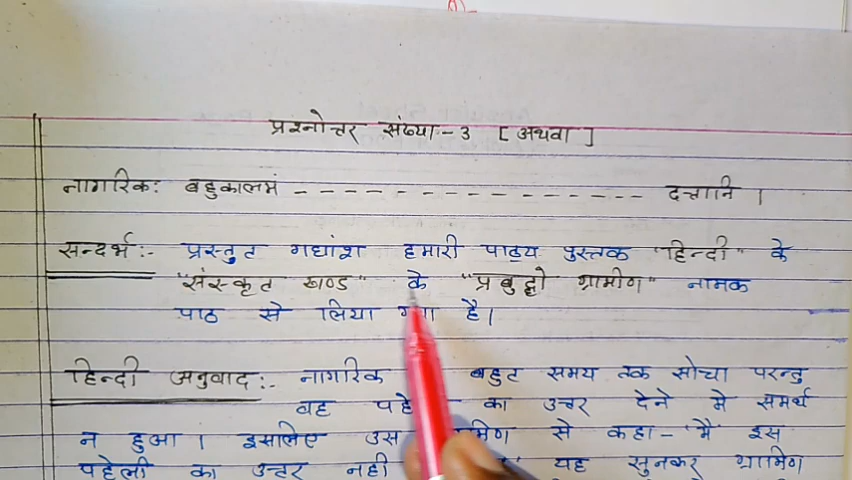 प्रश्नोत्तर संख्या-3 [अथवा]
नागरिक: बहुकालमं - - - - - - - - - - - - - - - - दत्तानि ।
सन्दर्भ:- प्रस्तुत गद्यांश हमारी पाठ्य पुस्तक "हिन्दी" के
"संस्कृत खण्ड" के "प्रबुद्धो ग्रामीण" नामक
पाठ से लिया गया है।
हिन्दी अनुवाद:- नागरिक बहुत समय तक सोचा परन्तु
वह का उत्तर देने मे समर्थ
न हुआ । इसलिए उस से कहा- 'मैं इस
पहेली का उत्तर नही यह सुनकर ग्रामिण